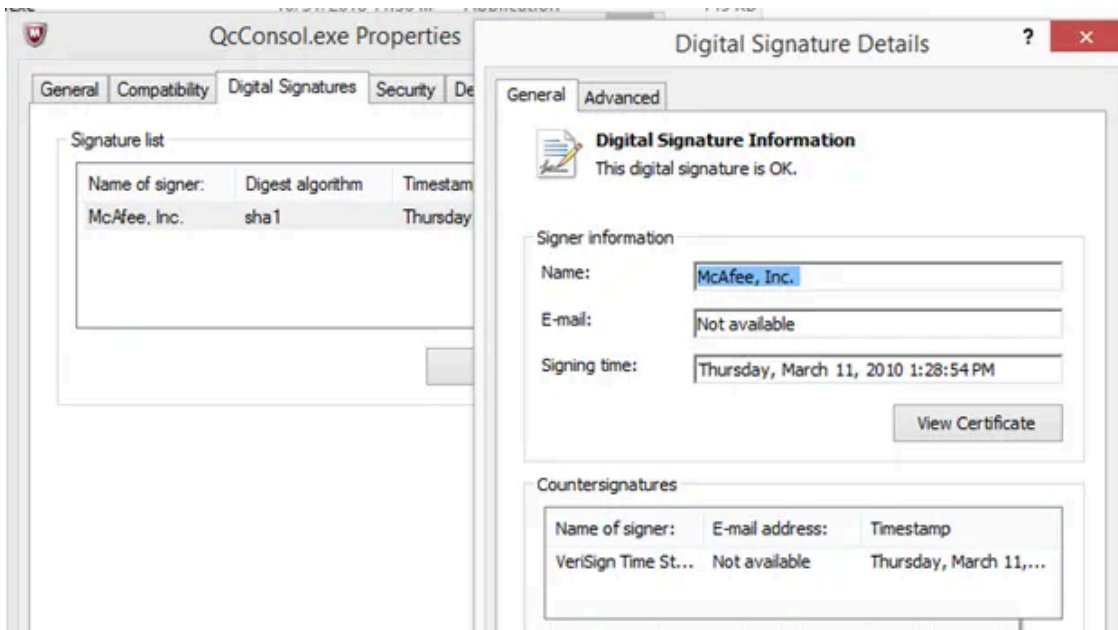 QcConsol.exe Properties
General Compatibility Digital Signatures Security De
Signature list
Name of signer: Digest algorithm Timestam
McAfee, Inc. sha1 Thursday
Digital Signature Details ?
General Advanced
Digital Signature Information
This digital signature is OK.
Signer information
Name: McAfee, Inc.
E-mail: Not available
Signing time: Thursday, March 11, 2010 1:28:54 PM
View Certificate
Countersignatures
Name of signer: E-mail address: Timestamp
VeriSign Time St... Not available Thursday, March 11,...